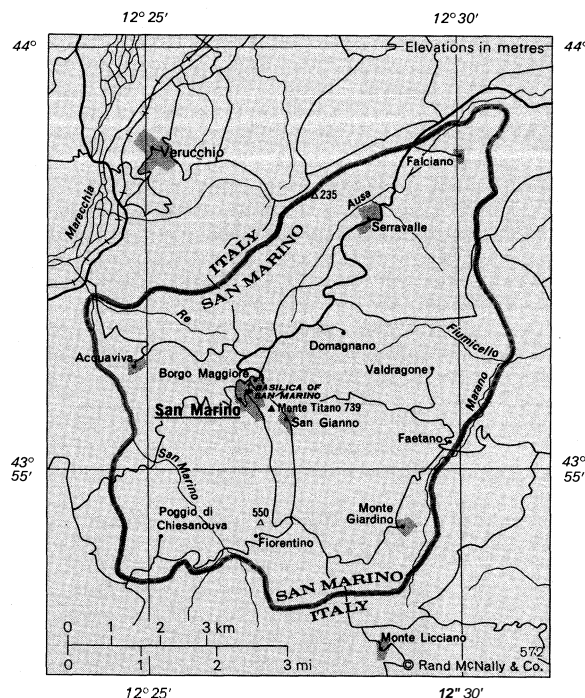 12° 25′
12° 30′
44°
44°
Elevations in metres
Verucchio
Falciano
Marecchia
235
Ausa
Serravalle
ITALY
SAN MARINO
Re
Fiumicello
Domagnano
Acquaviva
Borgo Maggiore
Valdragone
BASILICA OF
SAN MARINO
San Marino
Monte Titano 739
San Gianno
Marano
Faetano
43°
55′
43°
55′
San Marino
Poggio di
Chiesanouva
550
Monte
Giardino
Fiorentino
SAN MARINO
ITALY
0 1 2 3 km
0 1 2 3 mi
Monte Licciano
572
© Rand McNally & Co.
12° 25′
12" 30′